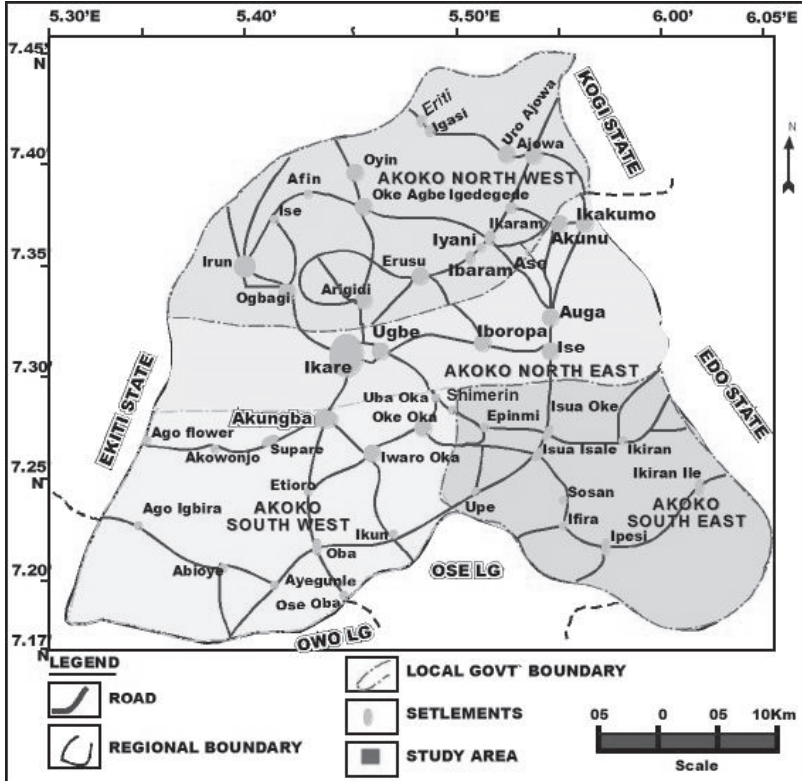 5.30'E 5.40' 5.50'E 6.00' 6.05'E
7.45'
N
7.40'
7.35'
7.30'
7.25'
N'
7.20'
7.17'
N
N
KOGI STATE
EDO STATE
EKITI STATE
OSE LG
OWO LG
AKOKO NORTH WEST
Eriti
Igasi
Uro Ajowa
Ajowa
Oyin
Afin
Oke Agbe
Igedegede
Ise
Ikaram
Ikakumo
Iyani
Akunu
Irun
Erusu
Ibaram
Aso
Ogbagi
Arigidi
Auga
Ugbe
Iboropa
Ise
Ikare
AKOKO NORTH EAST
Uba Oka
Shimerin
Isua Oke
Akungba
Oke Oka
Epinmi
Ago flower
Akowonjo
Supare
Iwaro Oka
Isua Isale
Ikiran
Ikiran Ile
Etioro
Sosan
AKOKO
SOUTH WEST
AKOKO
SOUTH EAST
Ago Igbira
Upe
Ifira
Ikun
Ipesi
Oba
Abioye
Ayegunle
Ose Oba
LEGEND
ROAD
REGIONAL BOUNDARY
LOCAL GOVT' BOUNDARY
SETLEMENTS
STUDY AREA
05 0 05 10Km
Scale